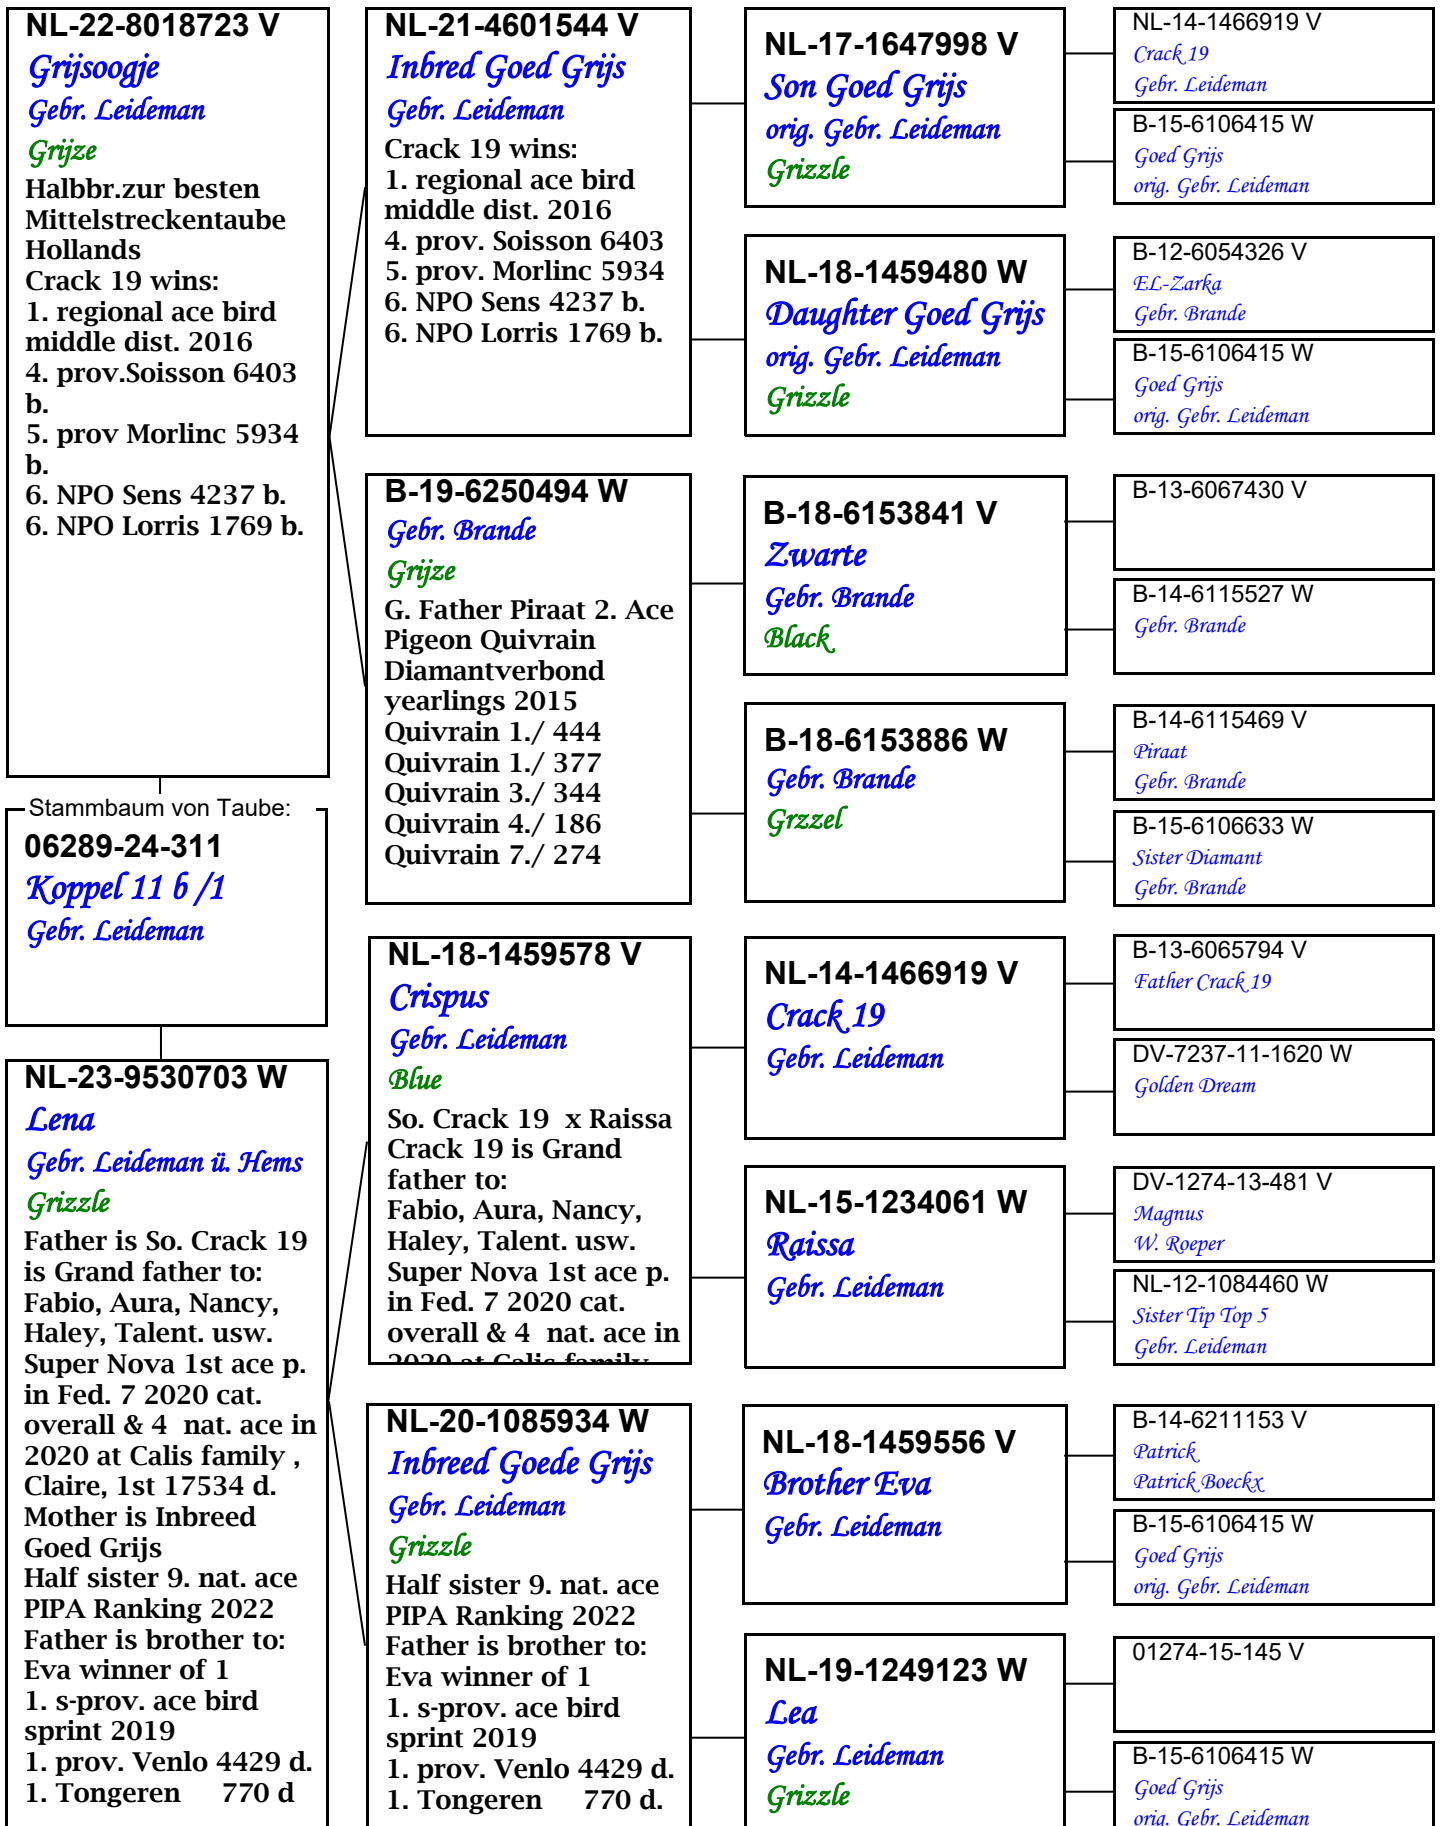 NL-22-8018723 V
Grijsoogje
Gebr. Leideman
Grijze
Halbbr.zur besten
Mittelstreckentaube
Hollands
Crack 19 wins:
1. regional ace bird
middle dist. 2016
4. prov.Soisson 6403
b.
5. prov Morlinc 5934
b.
6. NPO Sens 4237 b.
6. NPO Lorris 1769 b.
Stammbaum von Taube:
06289-24-311
Koppel 11 b /1
Gebr. Leideman
NL-23-9530703 W
Lena
Gebr. Leideman ü. Hems
Grizzle
Father is So. Crack 19
is Grand father to:
Fabio, Aura, Nancy,
Haley, Talent. usw.
Super Nova 1st ace p.
in Fed. 7 2020 cat.
overall & 4 nat. ace in
2020 at Calis family ,
Claire, 1st 17534 d.
Mother is Inbreed
Goed Grijs
Half sister 9. nat. ace
PIPA Ranking 2022
Father is brother to:
Eva winner of 1
1. s-prov. ace bird
sprint 2019
1. prov. Venlo 4429 d.
1. Tongeren 770 d
NL-21-4601544 V
Inbred Goed Grijs
Gebr. Leideman
Crack 19 wins:
1. regional ace bird
middle dist. 2016
4. prov. Soisson 6403
5. prov. Morlinc 5934
6. NPO Sens 4237 b.
6. NPO Lorris 1769 b.
B-19-6250494 W
Gebr. Brande
Grijze
G. Father Piraat 2. Ace
Pigeon Quivrain
Diamantverbond
yearlings 2015
Quivrain 1./ 444
Quivrain 1./ 377
Quivrain 3./ 344
Quivrain 4./ 186
Quivrain 7./ 274
NL-18-1459578 V
Crispus
Gebr. Leideman
Blue
So. Crack 19 x Raissa
Crack 19 is Grand
father to:
Fabio, Aura, Nancy,
Haley, Talent. usw.
Super Nova 1st ace p.
in Fed. 7 2020 cat.
overall & 4 nat. ace in
2020 at Calis family
NL-20-1085934 W
Inbreed Goede Grijs
Gebr. Leideman
Grizzle
Half sister 9. nat. ace
PIPA Ranking 2022
Father is brother to:
Eva winner of 1
1. s-prov. ace bird
sprint 2019
1. prov. Venlo 4429 d.
1. Tongeren 770 d.
NL-17-1647998 V
Son Goed Grijs
orig. Gebr. Leideman
Grizzle
NL-18-1459480 W
Daughter Goed Grijs
orig. Gebr. Leideman
Grizzle
B-18-6153841 V
Zwarte
Gebr. Brande
Black
B-18-6153886 W
Gebr. Brande
Grzzel
NL-14-1466919 V
Crack 19
Gebr. Leideman
NL-15-1234061 W
Raissa
Gebr. Leideman
NL-18-1459556 V
Brother Eva
Gebr. Leideman
NL-19-1249123 W
Lea
Gebr. Leideman
Grizzle
NL-14-1466919 V
Crack 19
Gebr. Leideman
B-15-6106415 W
Goed Grijs
orig. Gebr. Leideman
B-12-6054326 V
EL-Zarka
Gebr. Brande
B-15-6106415 W
Goed Grijs
orig. Gebr. Leideman
B-13-6067430 V
B-14-6115527 W
Gebr. Brande
B-14-6115469 V
Piraat
Gebr. Brande
B-15-6106633 W
Sister Diamant
Gebr. Brande
B-13-6065794 V
Father Crack 19
DV-7237-11-1620 W
Golden Dream
DV-1274-13-481 V
Magnus
W. Roeper
NL-12-1084460 W
Sister Tip Top 5
Gebr. Leideman
B-14-6211153 V
Patrick
Patrick Boeckx
B-15-6106415 W
Goed Grijs
orig. Gebr. Leideman
01274-15-145 V
B-15-6106415 W
Goed Grijs
orig. Gebr. Leideman